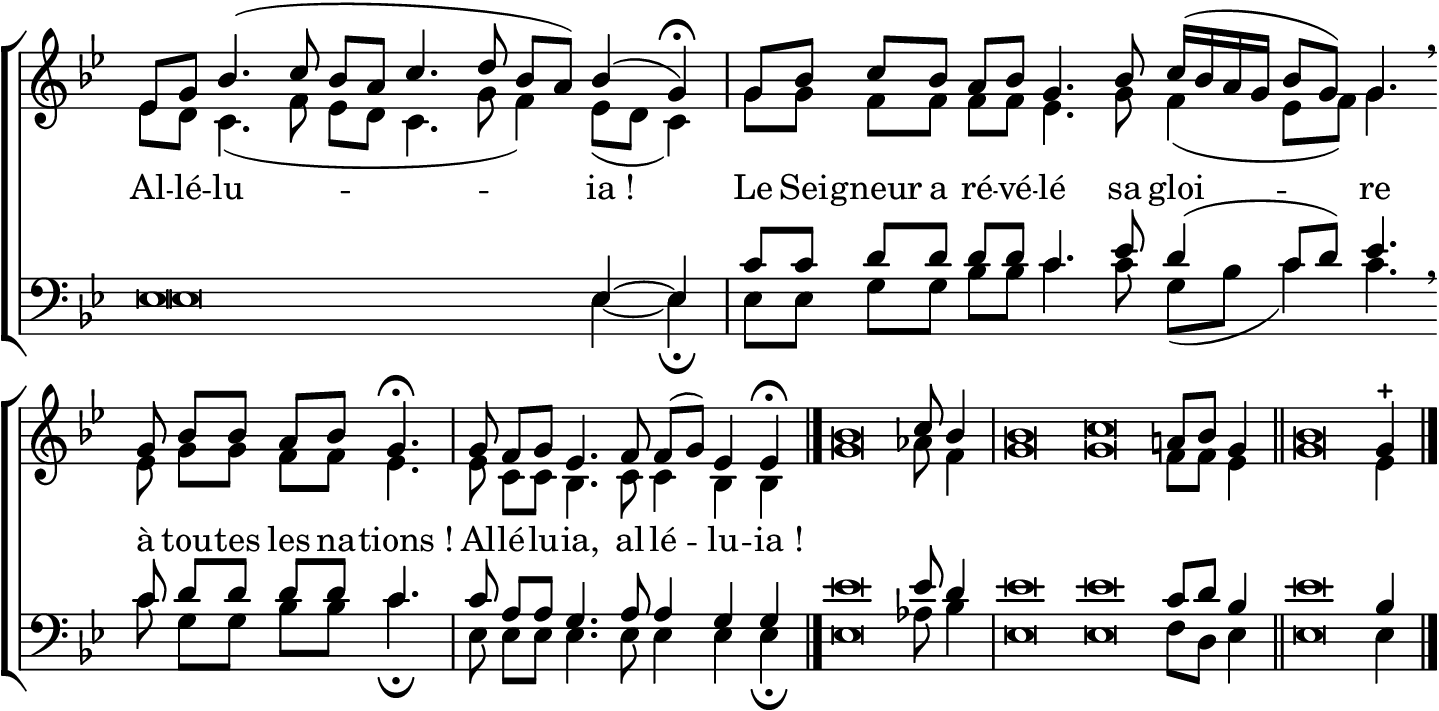 Al -- lé -- lu - - - ia !   Le Seigneur a ré -- vé -- lé sa gloi - re
à toutes les nations ! Alléluia, al -- lé - lu -- ia !